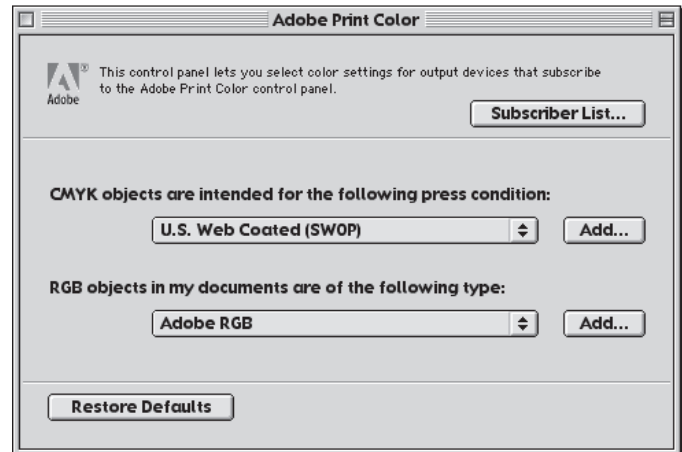 Adobe Print Color
® This control panel lets you select color settings for output devices that subscribe
to the Adobe Print Color control panel.
Adobe
Subscriber List...
CMYK objects are intended for the following press condition:
U.S. Web Coated (SWOP)
Add...
RGB objects in my documents are of the following type:
Adobe RGB
Add...
Restore Defaults